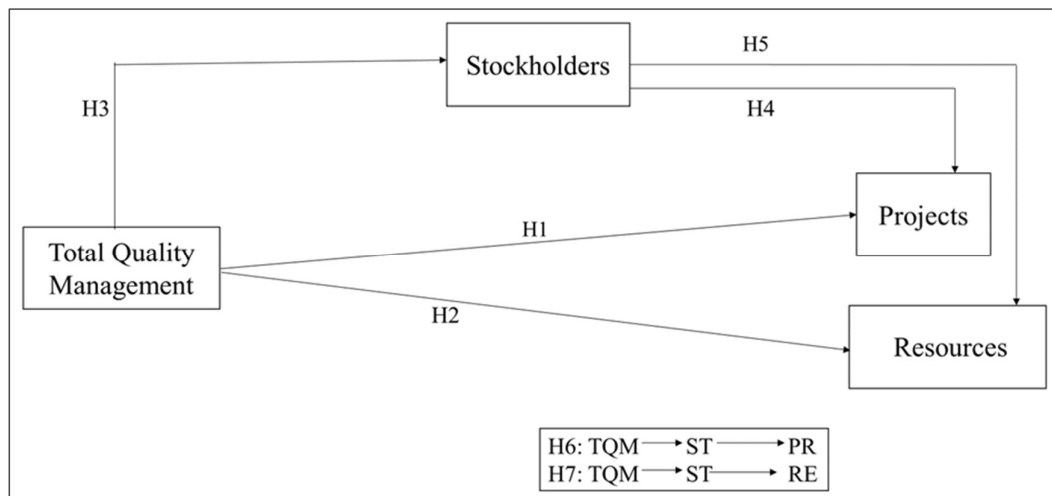 Stockholders
H5
H4
H3
Projects
H1
Total Quality
Management
H2
Resources
H6: TQM ST PR
H7: TQM ST RE